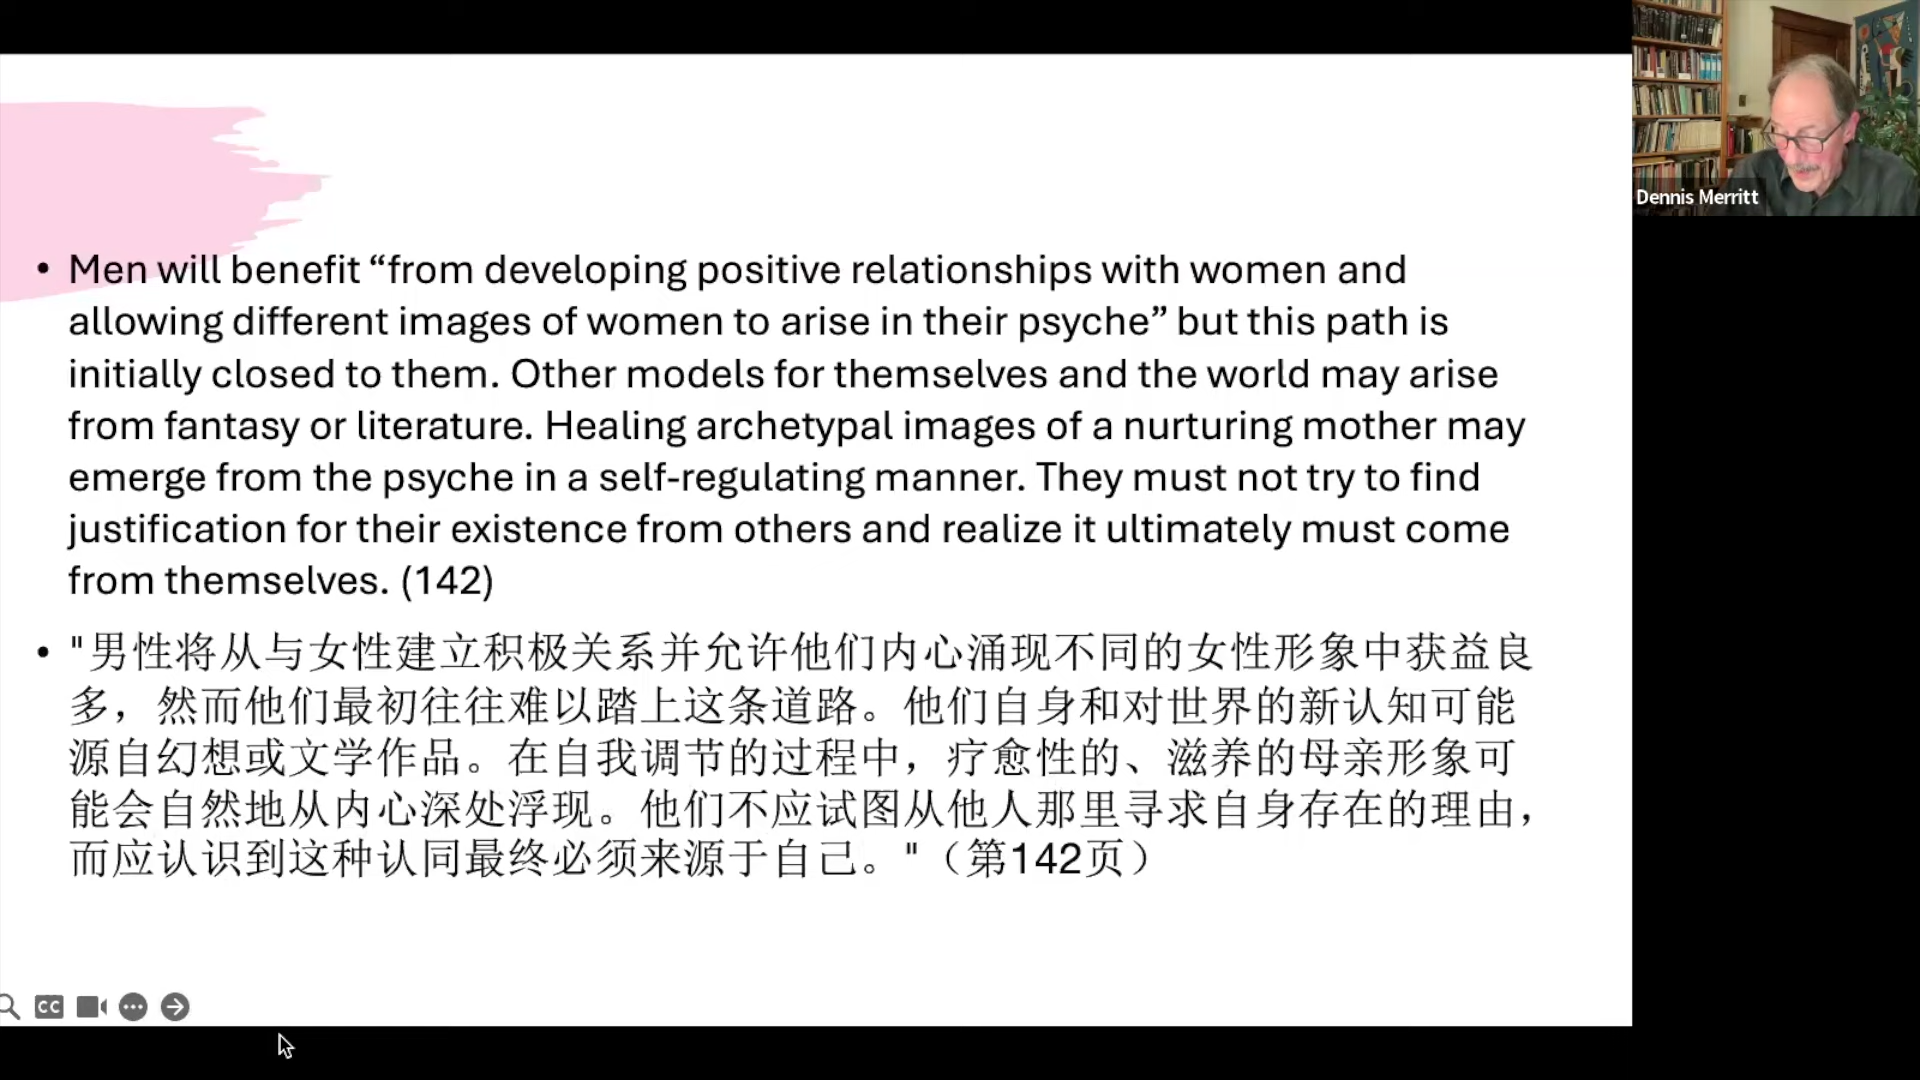 • Men will benefit “from developing positive relationships with women and
allowing different images of women to arise in their psyche” but this path is
initially closed to them. Other models for themselves and the world may arise
from fantasy or literature. Healing archetypal images of a nurturing mother may
emerge from the psyche in a self-regulating manner. They must not try to find
justification for their existence from others and realize it ultimately must come
from themselves. (142)
• "男性将从与女性建立积极关系并允许他们内心涌现不同的女性形象中获益良
多，然而他们最初往往难以踏上这条道路。他们自身和对世界的新认知可能
源自幻想或文学作品。在自我调节的过程中，疗愈性的、滋养的母亲形象可
能会自然地从内心深处浮现。他们不应试图从他人那里寻求自身存在的理由，
而应认识到这种认同最终必须来源于自己。"（第142页）
Dennis Merritt
CC